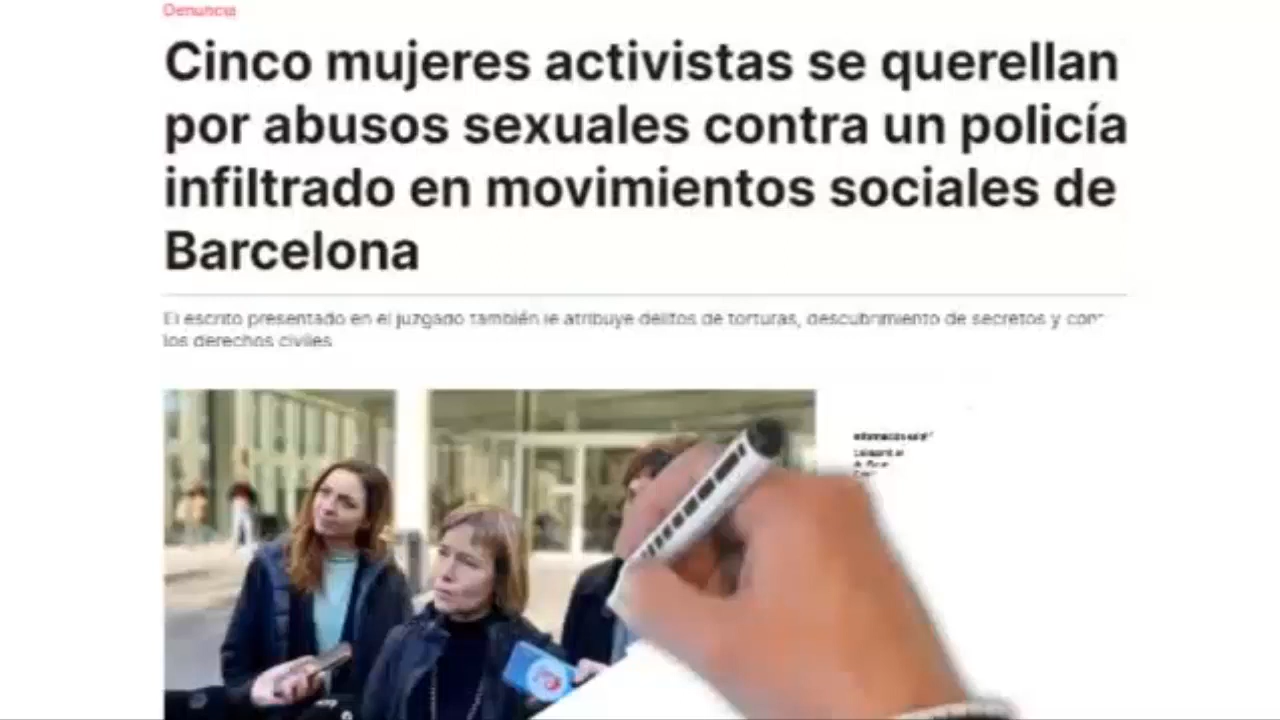 Denuncia
Cinco mujeres activistas se querellan
por abusos sexuales contra un policía
infiltrado en movimientos sociales de
Barcelona
El escrito presentado en el juzgado también le atribuye delitos de torturas, descubrimiento de secretos y
los derechos civiles